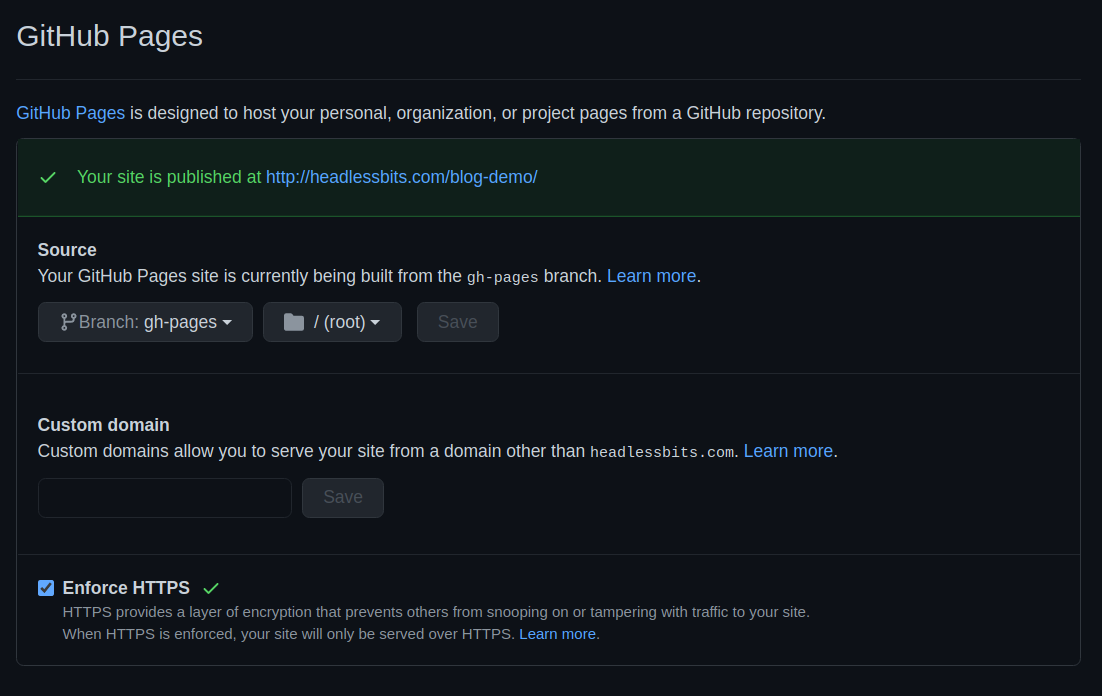 GitHub Pages
GitHub Pages is designed to host your personal, organization, or project pages from a GitHub repository.
Your site is published at http://headlessbits.com/blog-demo/
Source
Your GitHub Pages site is currently being built from the gh-pages branch. Learn more.
Branch: gh-pages / (root) Save
Custom domain
Custom domains allow you to serve your site from a domain other than headlessbits.com. Learn more.
Save
Enforce HTTPS
HTTPS provides a layer of encryption that prevents others from snooping on or tampering with traffic to your site.
When HTTPS is enforced, your site will only be served over HTTPS. Learn more.